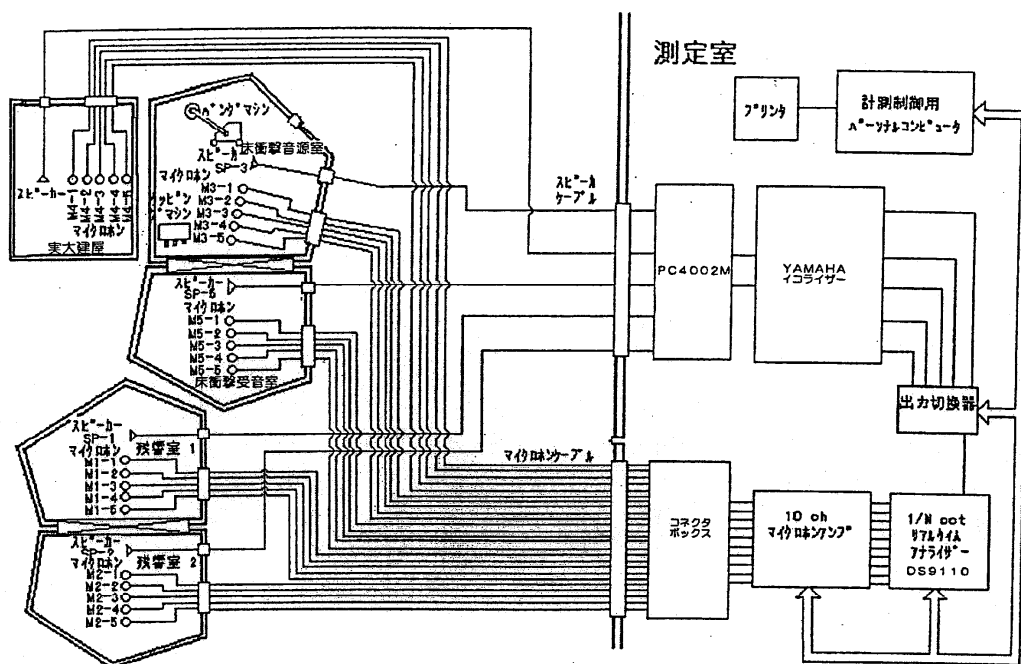 測定室
プリンタ
計測制御用
パーソナルコンピュータ
バングマシン
床衝撃音源室
スピーカ
SP-3
マイクロホン
M3-1
M3-2
タッピン
M3-3
グマシン
M3-4
M3-5
スピーカー
M4-1
M4-2
M4-3
M4-4
M4-5
マイクロホン
実大建屋
スピーカ
ケーブル
PC4002M
YAMAHA
イコライザー
スピーカー
SP-5
マイクロホン
M5-1
M5-2
M5-3
M5-4
M5-5
床衝撃受音室
出力切換器
スピーカー
SP-1
残響室 1
マイクロホン
M1-1
M1-2
M1-3
M1-4
M1-5
マイクロホンケーブル
コネクタ
ボックス
10 ch
マイクロホンアンプ
1/N oct
リアルタイム
アナライザー
DS9110
スピーカー
SP-2
残響室 2
マイクロホン
M2-1
M2-2
M2-3
M2-4
M2-5